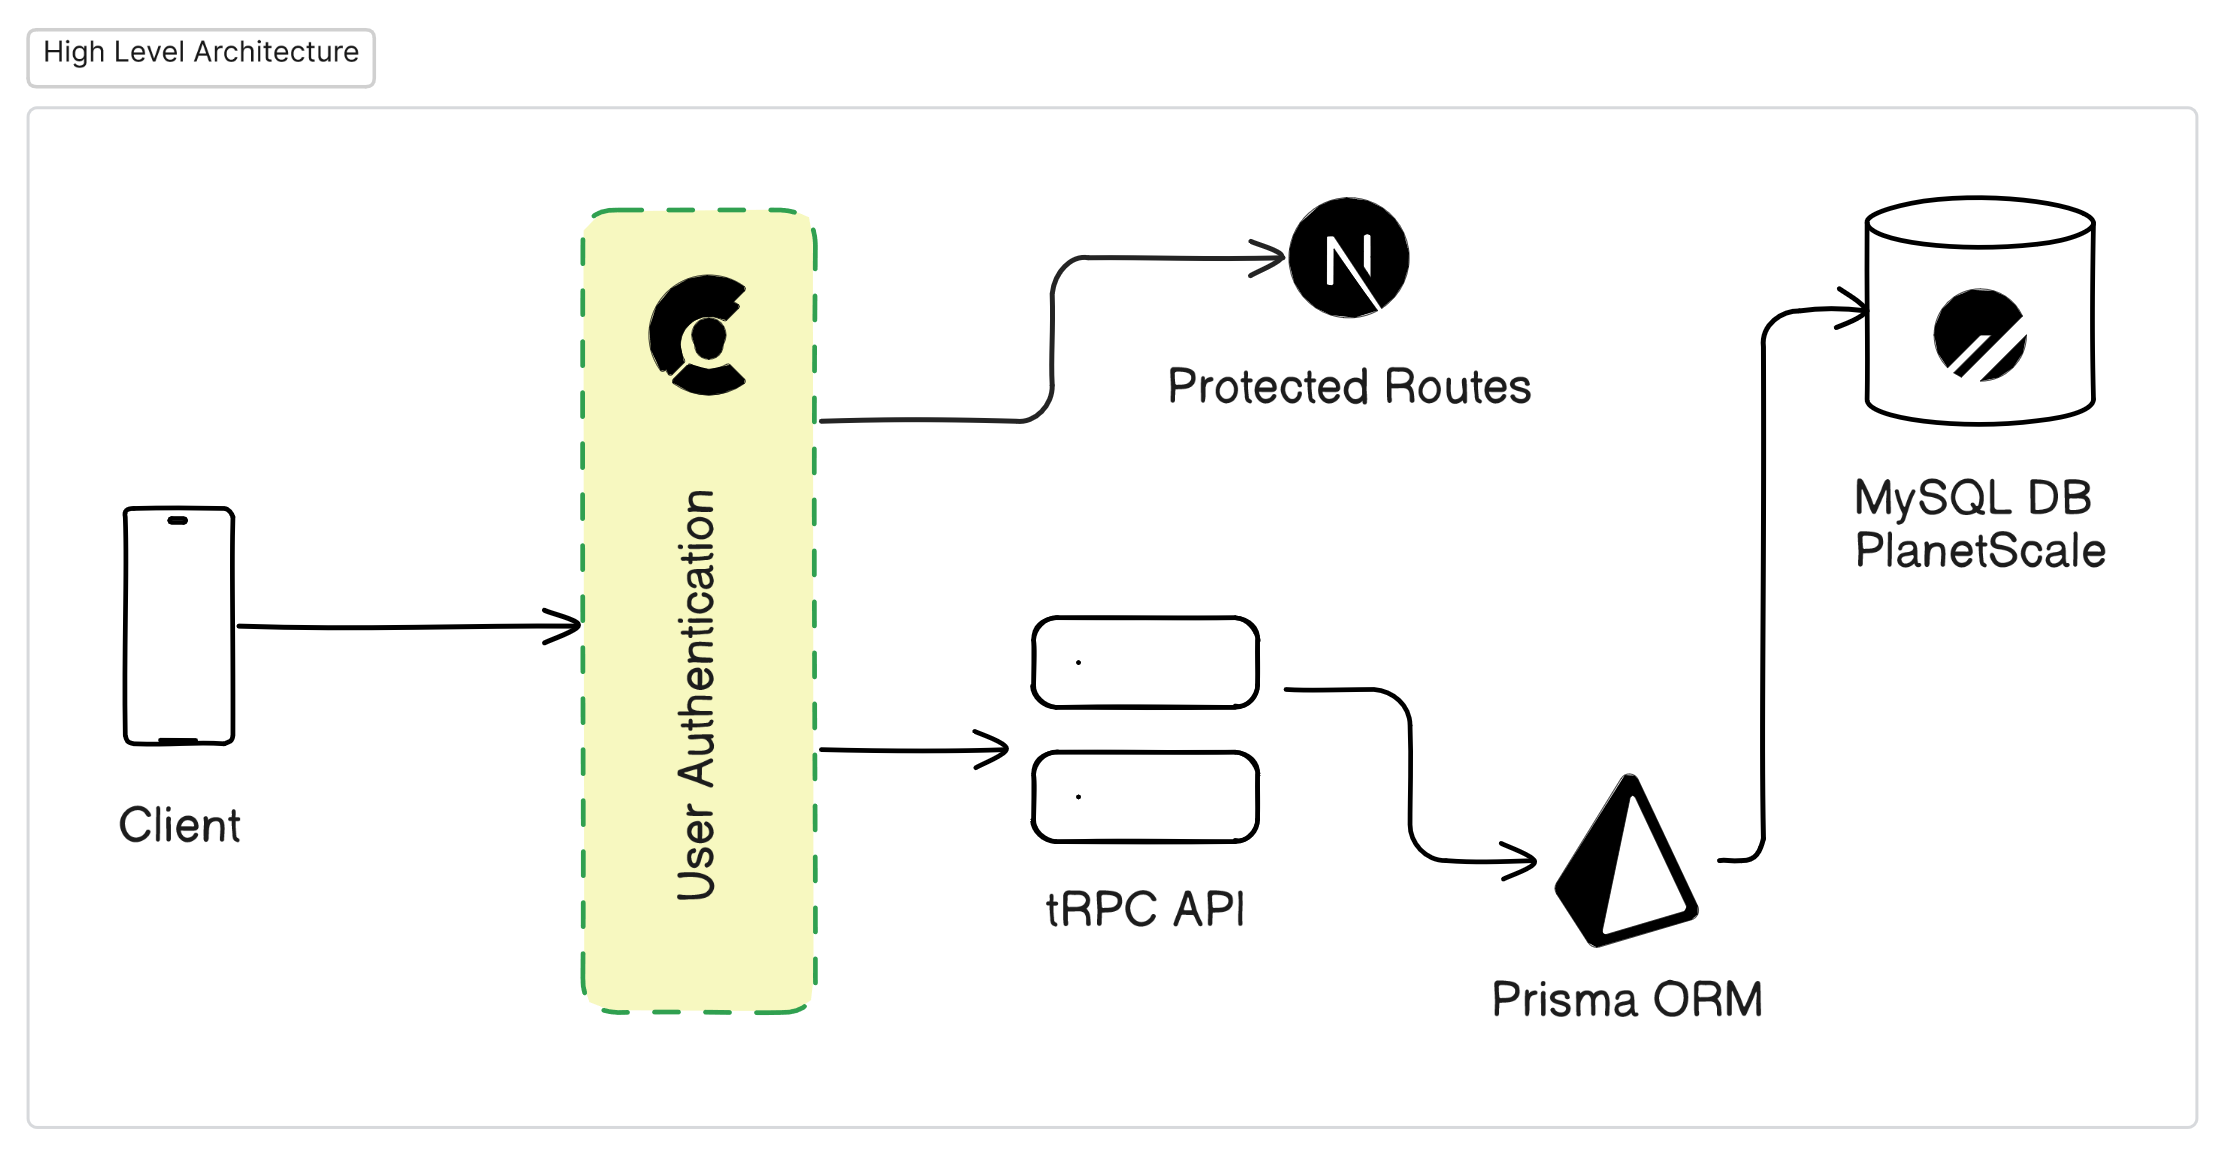 High Level Architecture
Client
User Authentication
Protected Routes
tRPC API
Prisma ORM
MySQL DB
PlanetScale